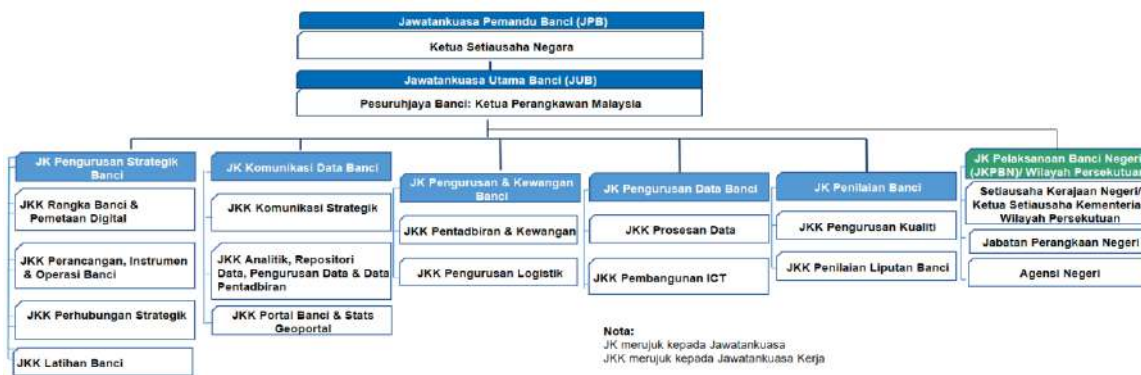 Jawatankuasa Pemandu Banci (JPB)
Ketua Setiausaha Negara
Jawatankuasa Utama Banci (JUB)
Pesuruhjaya Banci: Ketua Perangkawan Malaysia
JK Pengurusan Strategik
Banci
JKK Rangka Banci &
Pemetaan Digital
JKK Perancangan, Instrumen
& Operasi Banci
JKK Perhubungan Strategik
JKK Latihan Banci
JK Komunikasi Data Banci
JKK Komunikasi Strategik
JKK Analitik, Repositori
Data, Pengurusan Data & Data
Pentadbiran
JKK Portal Banci & Stats
Geoportal
JK Pengurusan & Kewangan
Banci
JKK Pentadbiran & Kewangan
JKK Pengurusan Logistik
JK Pengurusan Data Banci
JKK Prosesan Data
JKK Pembangunan ICT
JK Penilaian Banci
JKK Pengurusan Kualiti
JKK Penilaian Liputan Banci
JK Pelaksanaan Banci Negeri
(JKPBN)/ Wilayah Persekutuan
Setiausaha Kerajaan Negeri/
Ketua Setiausaha Kementerian
Wilayah Persekutuan
Jabatan Perangkaan Negeri
Agensi Negeri
Nota:
JK merujuk kepada Jawatankuasa
JKK merujuk kepada Jawatankuasa Kerja